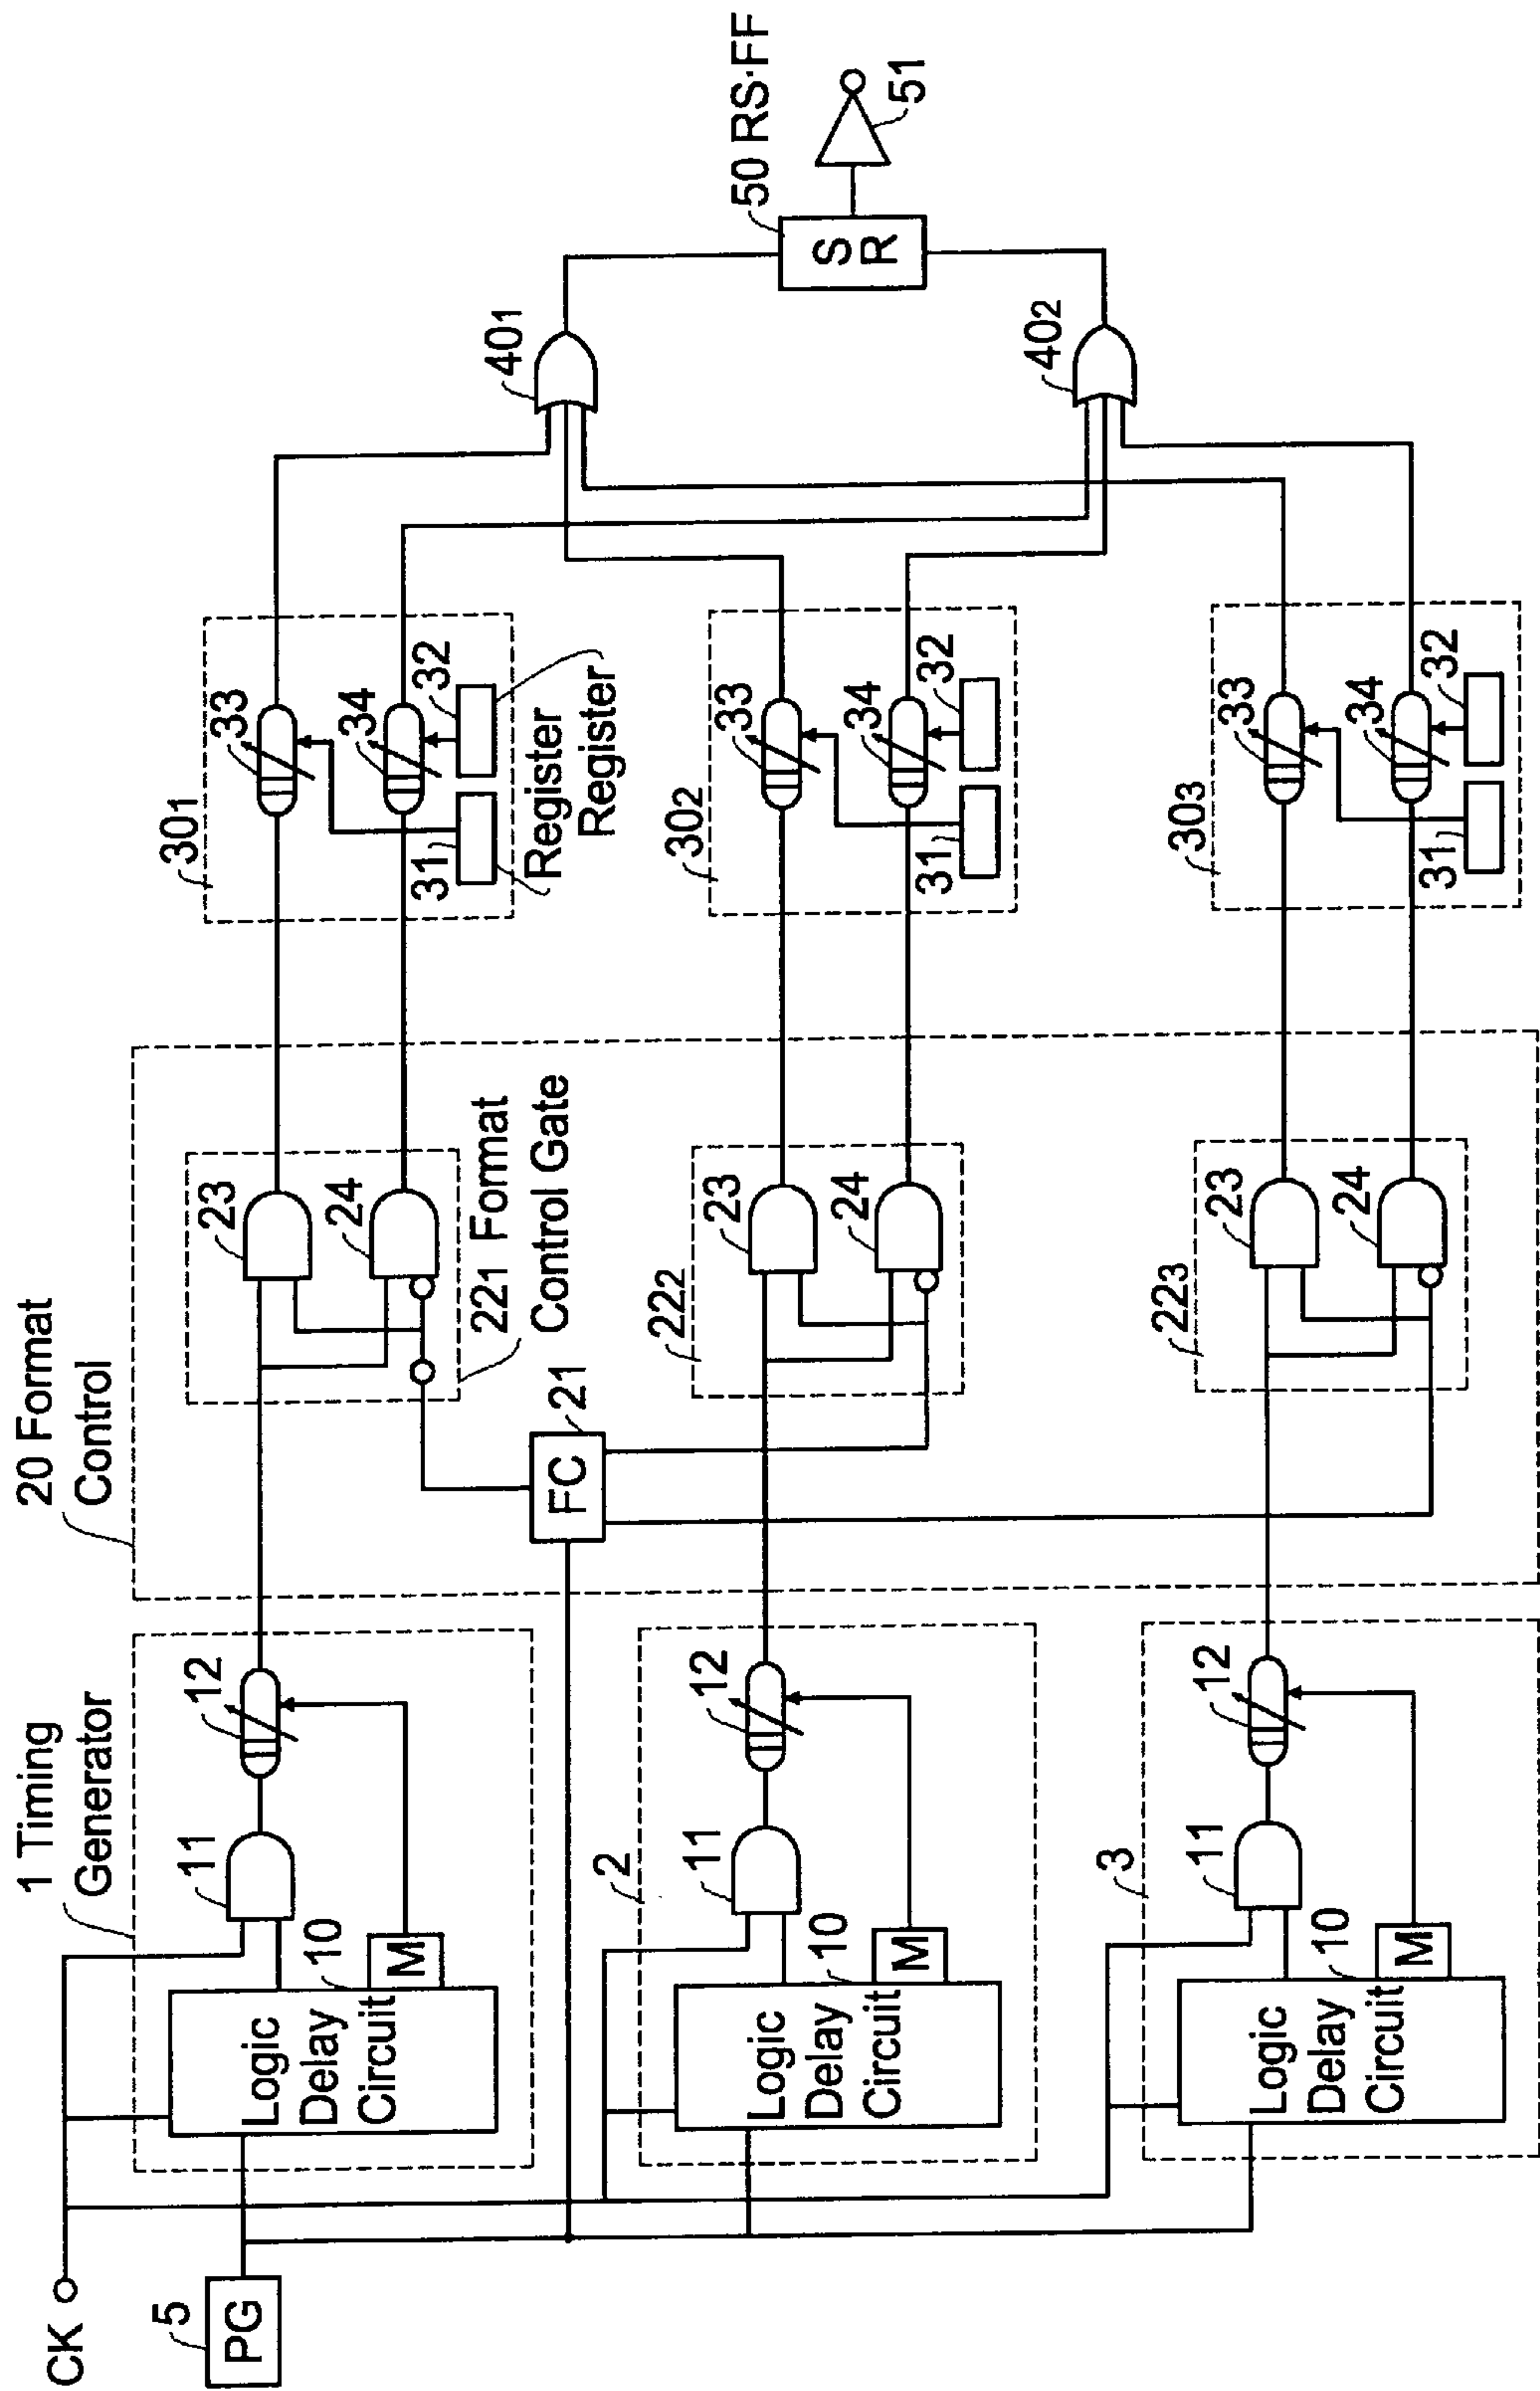 CK
5
PG
1 Timing
Generator
11
12
10
M
Logic
Delay
Circuit
2
11
12
10
M
Logic
Delay
Circuit
3
11
12
10
M
Logic
Delay
Circuit
20 Format
Control
23
24
221 Format
Control Gate
FC
21
222
23
24
223
23
24
301
33
34
31
32
Register
Register
302
33
34
31
32
303
33
34
31
32
401
402
50 RS·FF
S
R
51